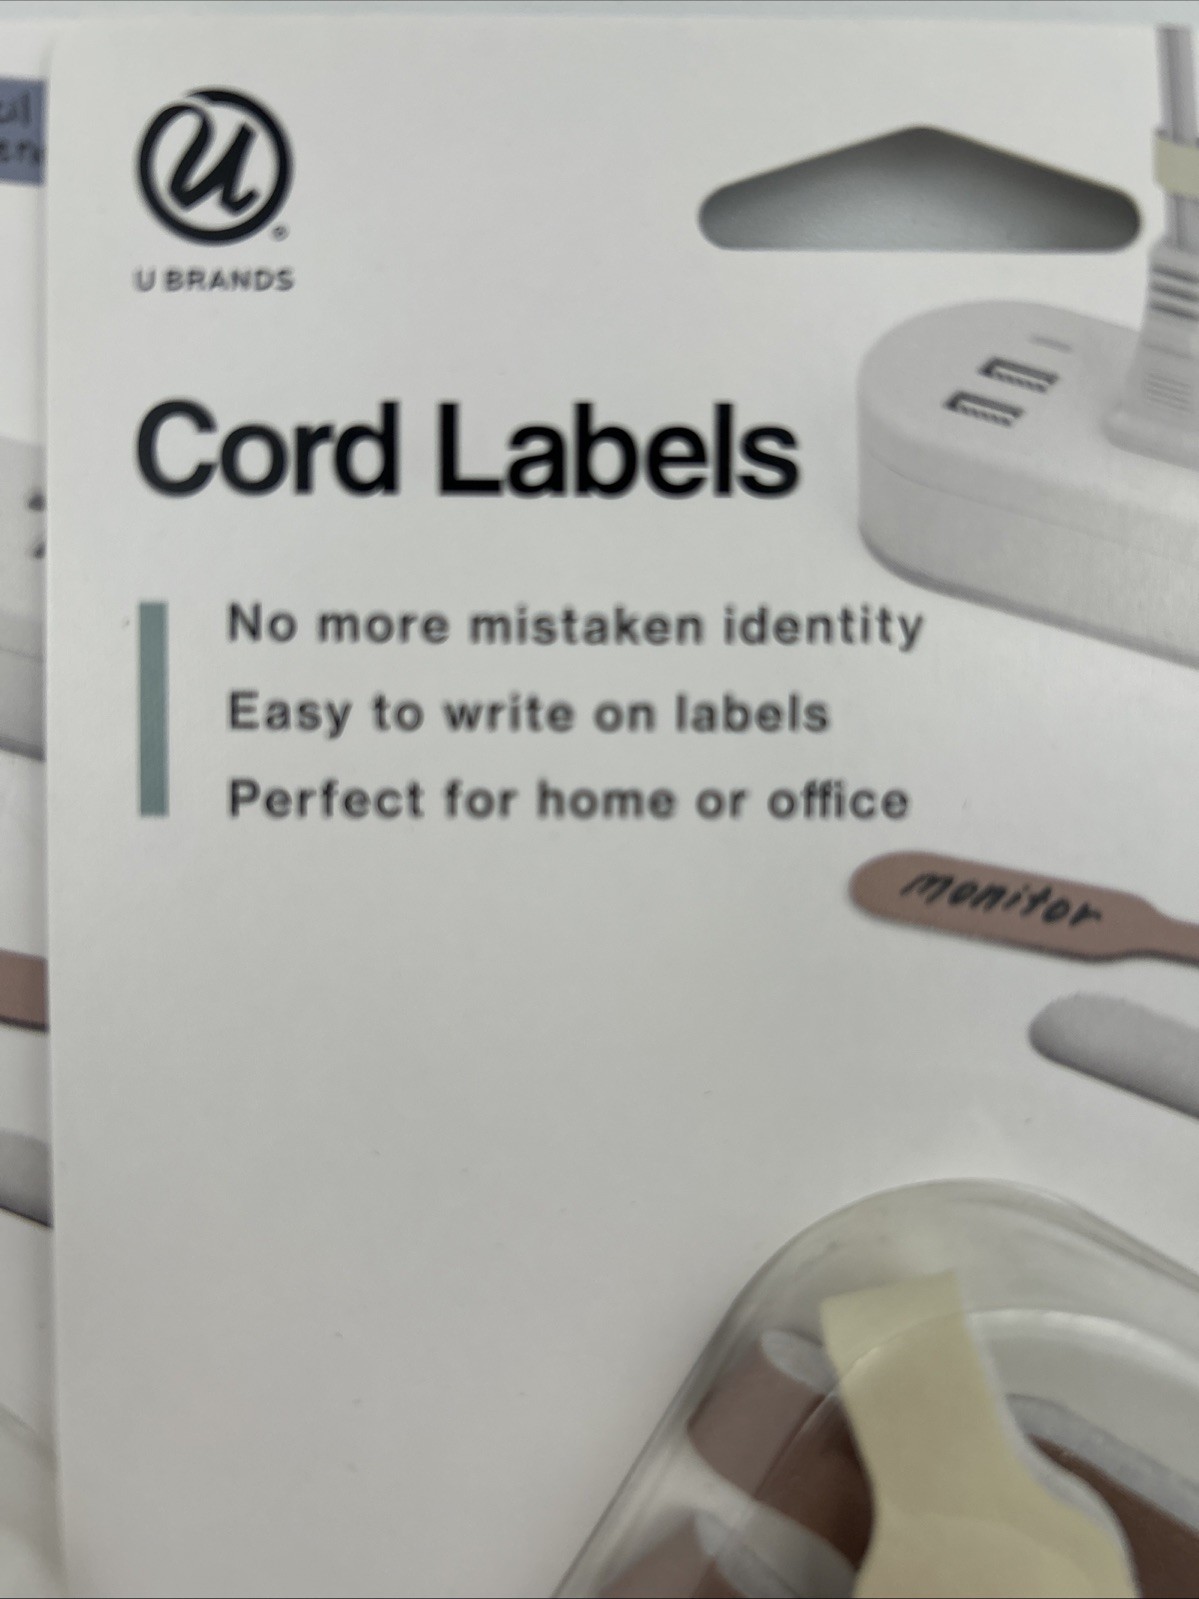 U
®
U BRANDS
Cord Labels
No more mistaken identity
Easy to write on labels
Perfect for home or office
monitor